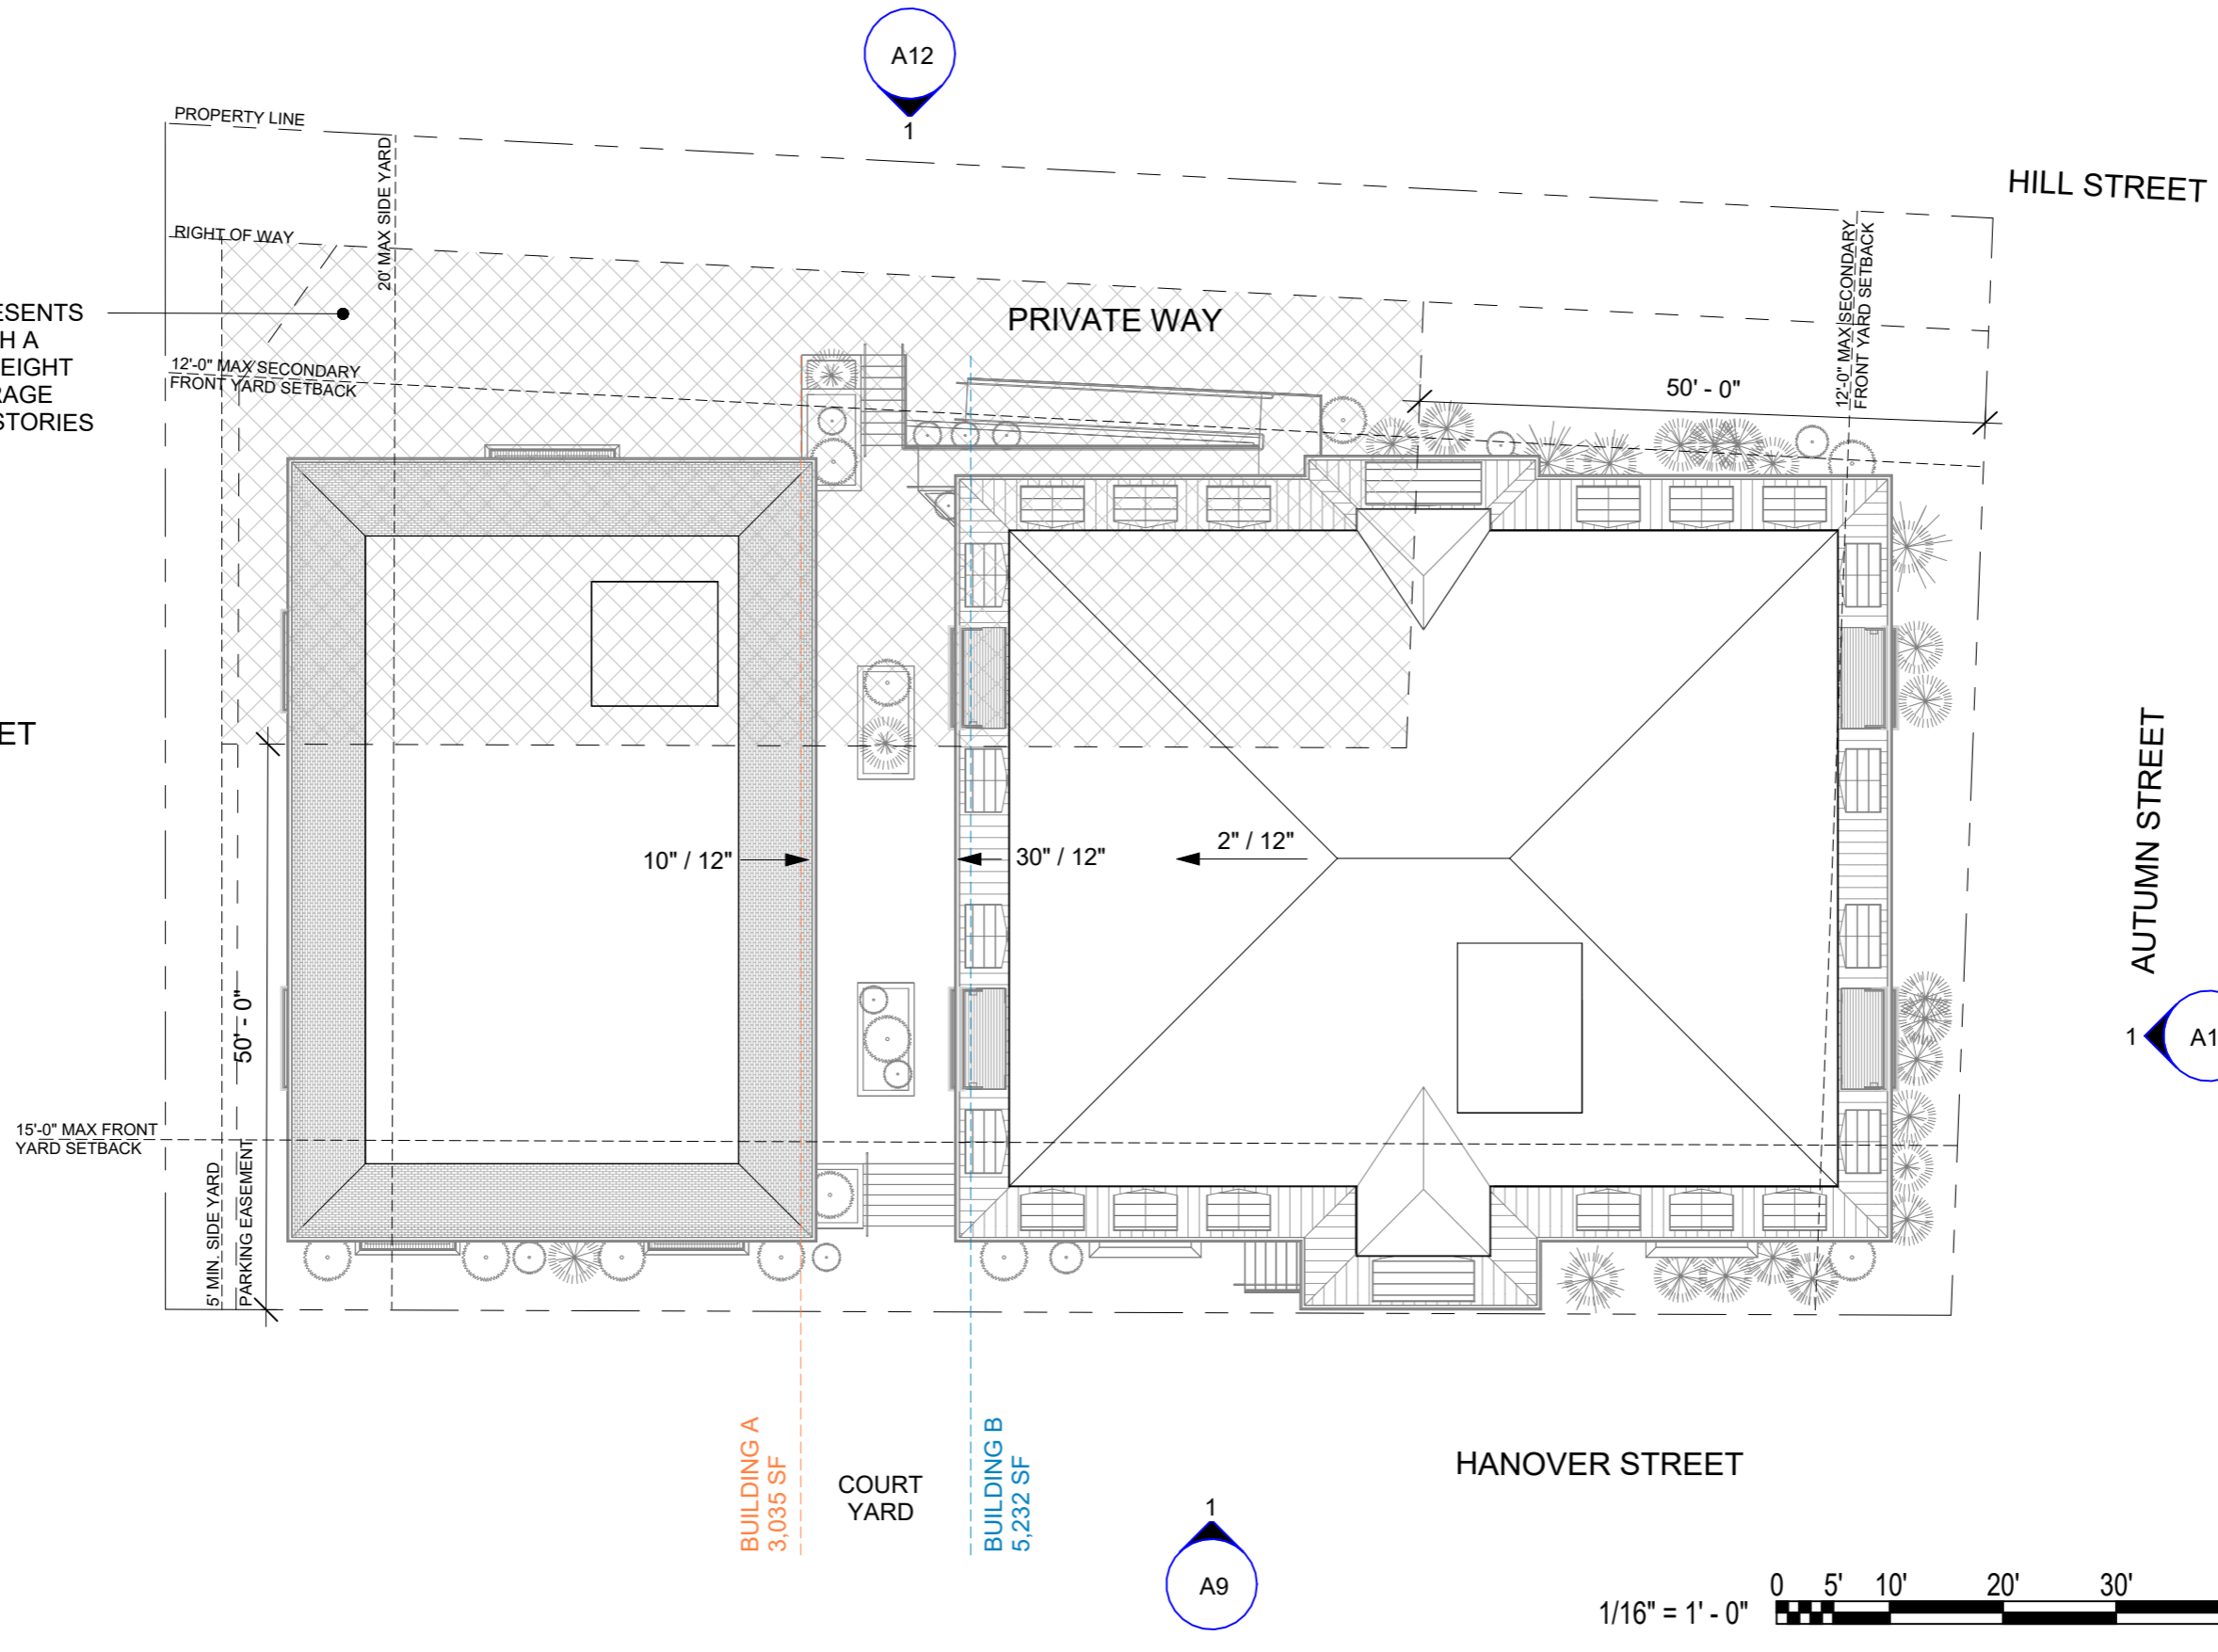 A12
1
PROPERTY LINE
HILL STREET
20' MAX SIDE YARD
RIGHT OF WAY
12'-0" MAX SECONDARY
FRONT YARD SETBACK
ESENTS
H A
EIGHT
RAGE
STORIES
PRIVATE WAY
12'-0" MAX SECONDARY
FRONT YARD SETBACK
50' - 0"
ET
10" / 12"
30" / 12"
2" / 12"
AUTUMN STREET
50' - 0"
1
A1
15'-0" MAX FRONT
YARD SETBACK
5' MIN. SIDE YARD
PARKING EASEMENT
BUILDING A
3,035 SF
COURT
YARD
BUILDING B
5,232 SF
HANOVER STREET
1
A9
0 5' 10' 20' 30'
1/16" = 1' - 0"